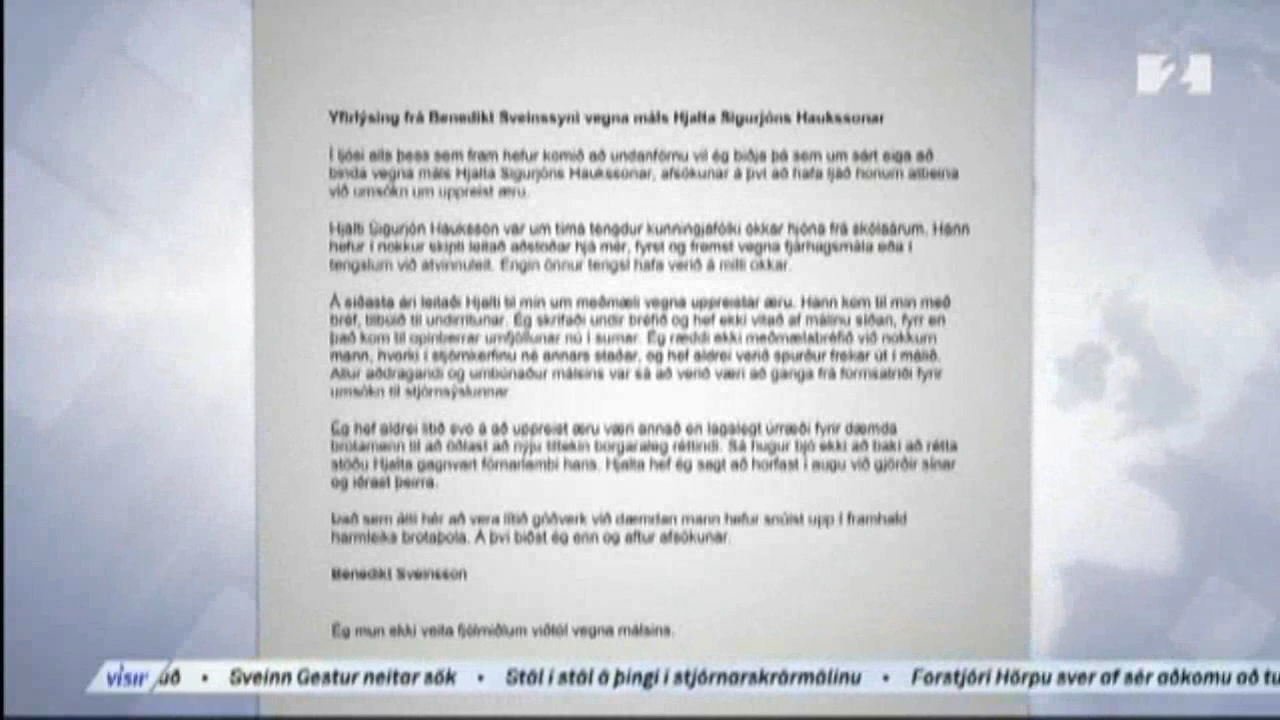 2
Yfirlýsing frá Benedikt Sveinssyni vegna máls Hjalta Sigurjóns Haukssonar
Í ljósi alls þess sem fram hefur komið að undanförnu vil ég biðja þá sem um sárt eiga að
binda vegna máls Hjalta Sigurjóns Haukssonar, afsökunar á því að hafa ljáð honum atbeina
við umsókn um uppreist æru.
Hjalti Sigurjón Hauksson var um tíma tengdur kunningjafólki okkar hjóna frá skólaárum. Hann
hefur í nokkur skipti leitað aðstoðar hjá mér, fyrst og fremst vegna fjárhagsmála eða í
tengslum við atvinnuleit. Engin önnur tengsl hafa verið á milli okkar.
Á síðasta ári leitaði Hjalti til mín um meðmæli vegna uppreistar æru. Hann kom til mín með
bréf, tilbúið til undirritunar. Ég skrifaði undir bréfið og hef ekki vitað af málinu síðan, fyrr en
það kom til opinberrar umfjöllunar nú í sumar. Ég ræddi ekki meðmælabréfið við nokkurn
mann, hvorki í stjórnkerfinu né annars staðar, og hef aldrei verið spurður frekar út í málið.
Allur aðdragandi og umbúnaður málsins var sá að verið væri að ganga frá formsatriði fyrir
umsókn til stjórnsýslunnar
Ég hef aldrei litið svo á að uppreist æru væri annað en lagalegt úrræði fyrir dæmda
brotamenn til að öðlast að nýju tiltekin borgaraleg réttindi. Sá hugur bjó ekki að baki að rétta
stöðu Hjalta gagnvart fórnarlambi hans. Hjalta hef ég sagt að horfast í augu við gjörðir sínar
og iðrast þeirra.
Það sem átti hér að vera lítið góðverk við dæmdan mann hefur snúist upp í framhald
harmleiks brotaþola. Á því biðst ég enn og aftur afsökunar.
Benedikt Sveinsson
Ég mun ekki veita fjölmiðlum viðtöl vegna málsins.
vísir uð • Sveinn Gestur neitar sök • Stál í stál á þingi í stjórnarskrármálinu • Forstjóri Hörpu sver af sér aðkomu að tu